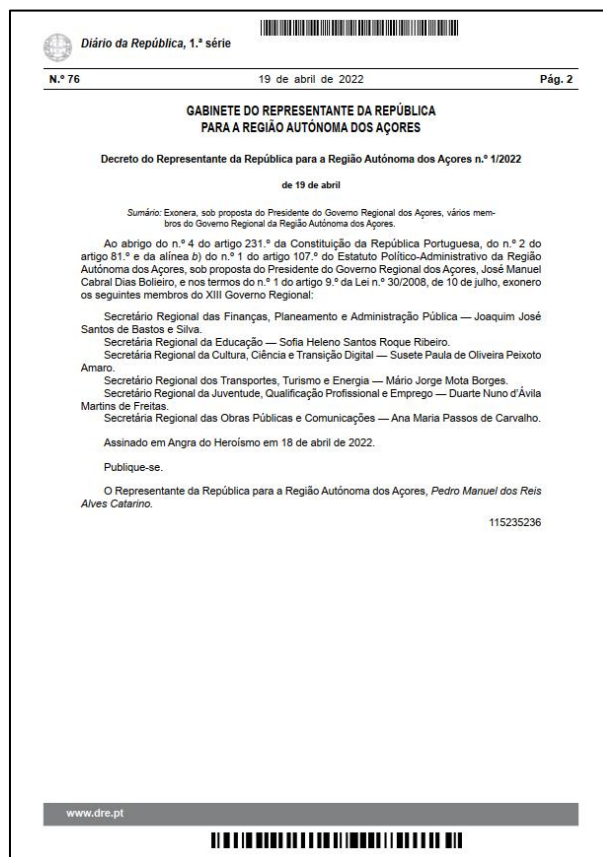 Diário da República, 1.ª série
N.º 76 19 de abril de 2022 Pág. 2
GABINETE DO REPRESENTANTE DA REPÚBLICA
PARA A REGIÃO AUTÓNOMA DOS AÇORES
Decreto do Representante da República para a Região Autónoma dos Açores n.º 1/2022
de 19 de abril
Sumário: Exonera, sob proposta do Presidente do Governo Regional dos Açores, vários mem-
bros do Governo Regional da Região Autónoma dos Açores.
Ao abrigo do n.º 4 do artigo 231.º da Constituição da República Portuguesa, do n.º 2 do
artigo 81.º e da alínea b) do n.º 1 do artigo 107.º do Estatuto Político-Administrativo da Região
Autónoma dos Açores, sob proposta do Presidente do Governo Regional dos Açores, José Manuel
Cabral Dias Bolieiro, e nos termos do n.º 1 do artigo 9.º da Lei n.º 30/2008, de 10 de julho, exonero
os seguintes membros do XIII Governo Regional:
Secretário Regional das Finanças, Planeamento e Administração Pública — Joaquim José
Santos de Bastos e Silva.
Secretária Regional da Educação — Sofia Heleno Santos Roque Ribeiro.
Secretária Regional da Cultura, Ciência e Transição Digital — Susete Paula de Oliveira Peixoto
Amaro.
Secretário Regional dos Transportes, Turismo e Energia — Mário Jorge Mota Borges.
Secretário Regional da Juventude, Qualificação Profissional e Emprego — Duarte Nuno d'Ávila
Martins de Freitas.
Secretária Regional das Obras Públicas e Comunicações — Ana Maria Passos de Carvalho.
Assinado em Angra do Heroísmo em 18 de abril de 2022.
Publique-se.
O Representante da República para a Região Autónoma dos Açores, Pedro Manuel dos Reis
Alves Catarino.
115235236
www.dre.pt